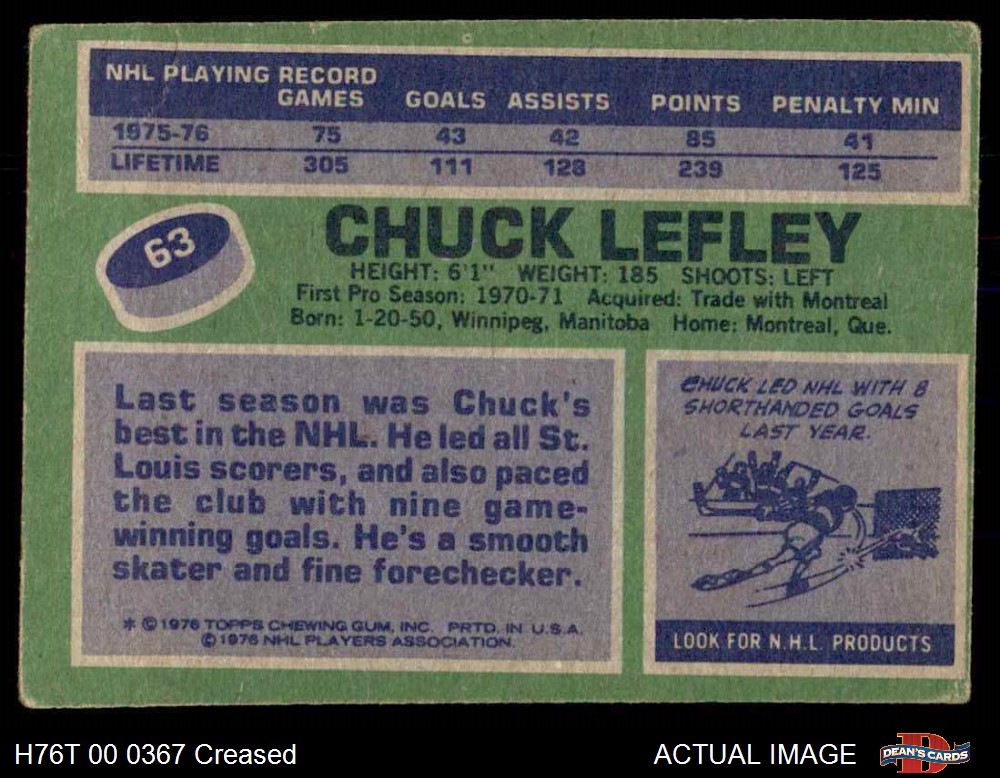 NHL PLAYING RECORD
GAMES GOALS ASSISTS POINTS PENALTY MIN
1975-76 75 43 42 85 41
LIFETIME 305 111 128 239 125
63
CHUCK LEFLEY
HEIGHT: 6'1" WEIGHT: 185 SHOOTS: LEFT
First Pro Season: 1970-71 Acquired: Trade with Montreal
Born: 1-20-50, Winnipeg, Manitoba Home: Montreal, Que.
Last season was Chuck's
best in the NHL. He led all St.
Louis scorers, and also paced
the club with nine game-
winning goals. He's a smooth
skater and fine forechecker.
* © 1976 TOPPS CHEWING GUM, INC. PRTD. IN U.S.A.
© 1976 NHL PLAYERS ASSOCIATION.
CHUCK LED NHL WITH 8
SHORTHANDED GOALS
LAST YEAR.
LOOK FOR N.H.L. PRODUCTS
H76T 00 0367 Creased
ACTUAL IMAGE
D
DEAN'S CARDS